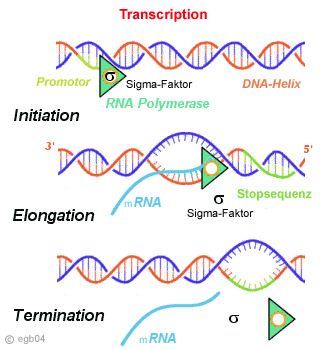 Transcription
Promotor
σ
Sigma-Faktor
DNA-Helix
RNA Polymerase
Initiation
3'
5'
Stopsequenz
mRNA
σ
Sigma-Faktor
Elongation
Termination
mRNA
σ
© egb04